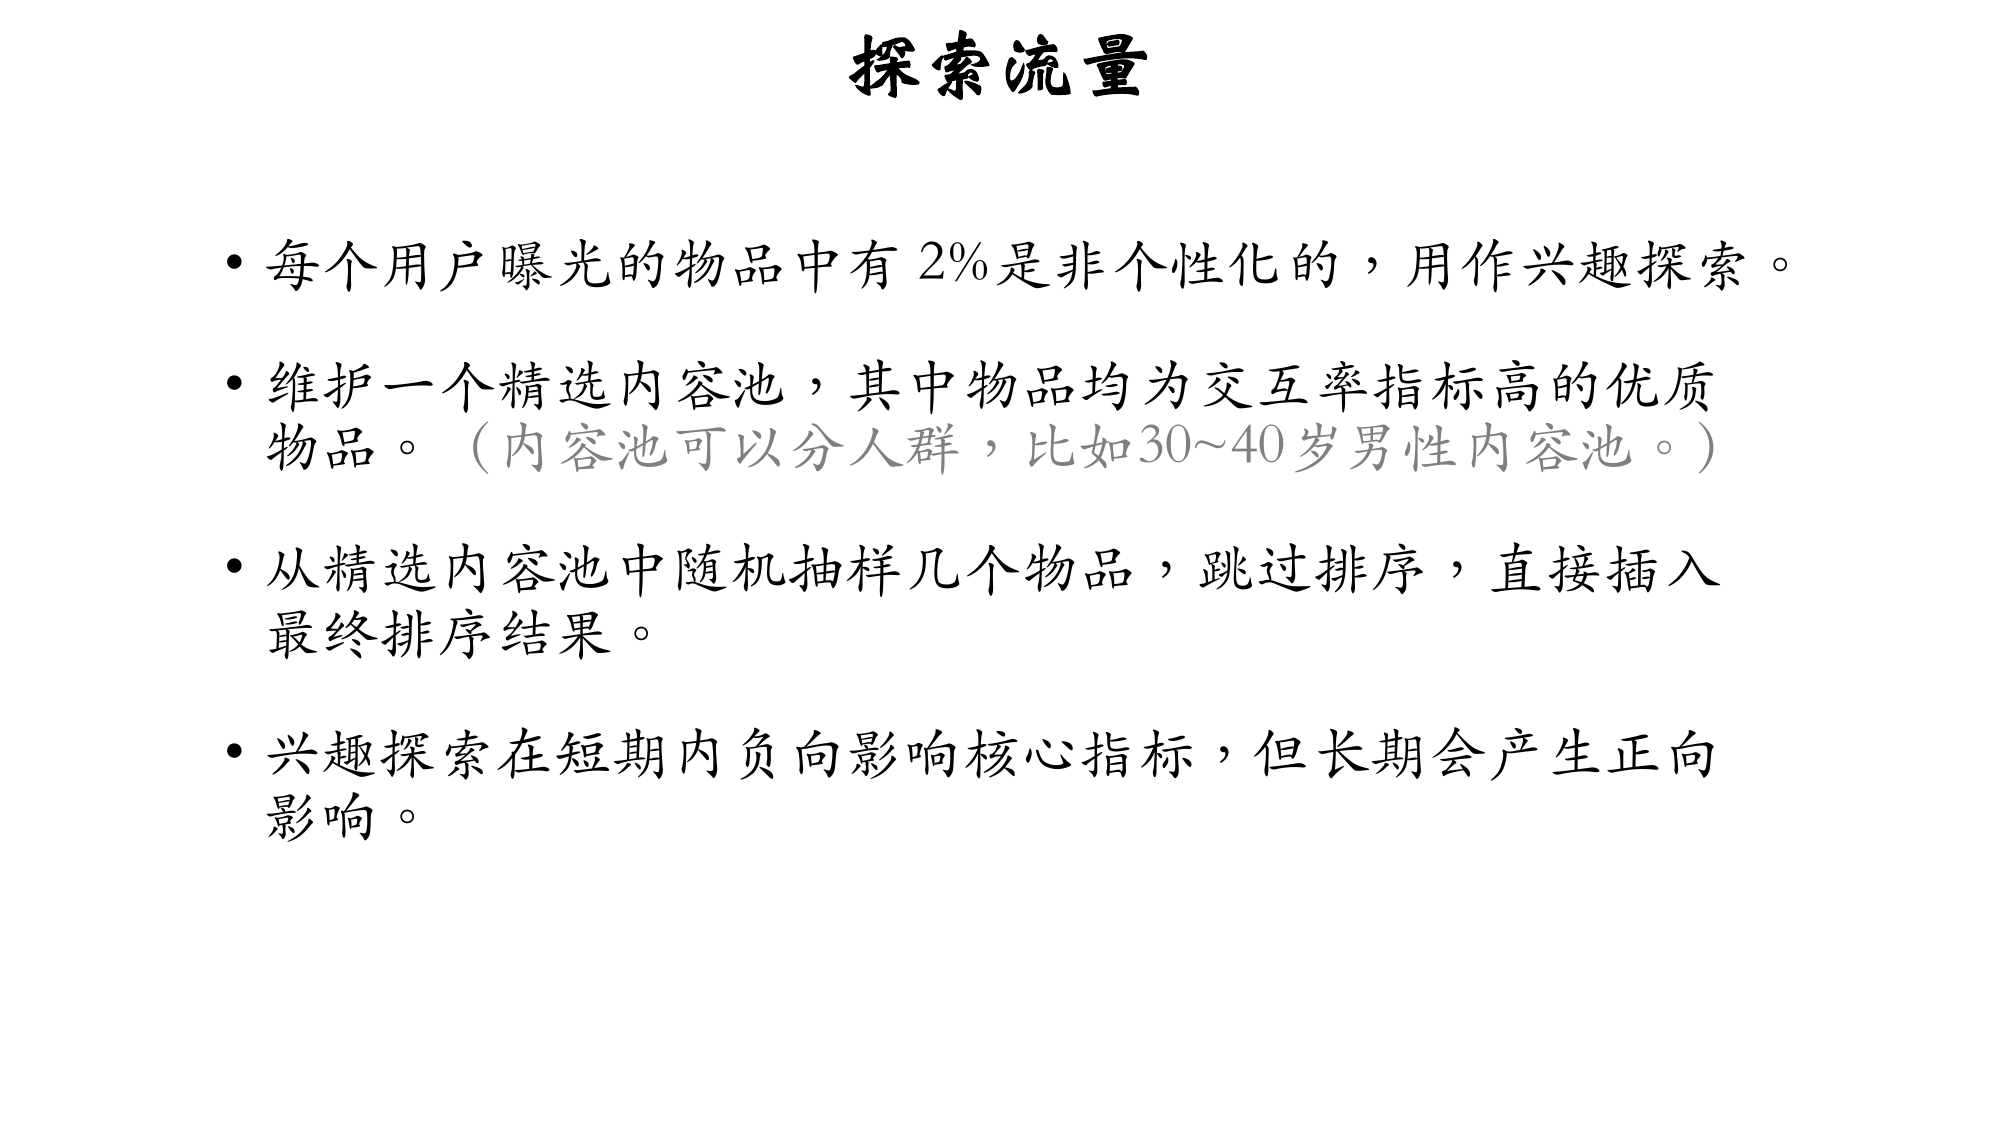 探索流量
• 每个用户曝光的物品中有 2%是非个性化的，用作兴趣探索。
• 维护一个精选内容池，其中物品均为交互率指标高的优质
物品。（内容池可以分人群，比如30~40岁男性内容池。）
• 从精选内容池中随机抽样几个物品，跳过排序，直接插入
最终排序结果。
• 兴趣探索在短期内负向影响核心指标，但长期会产生正向
影响。